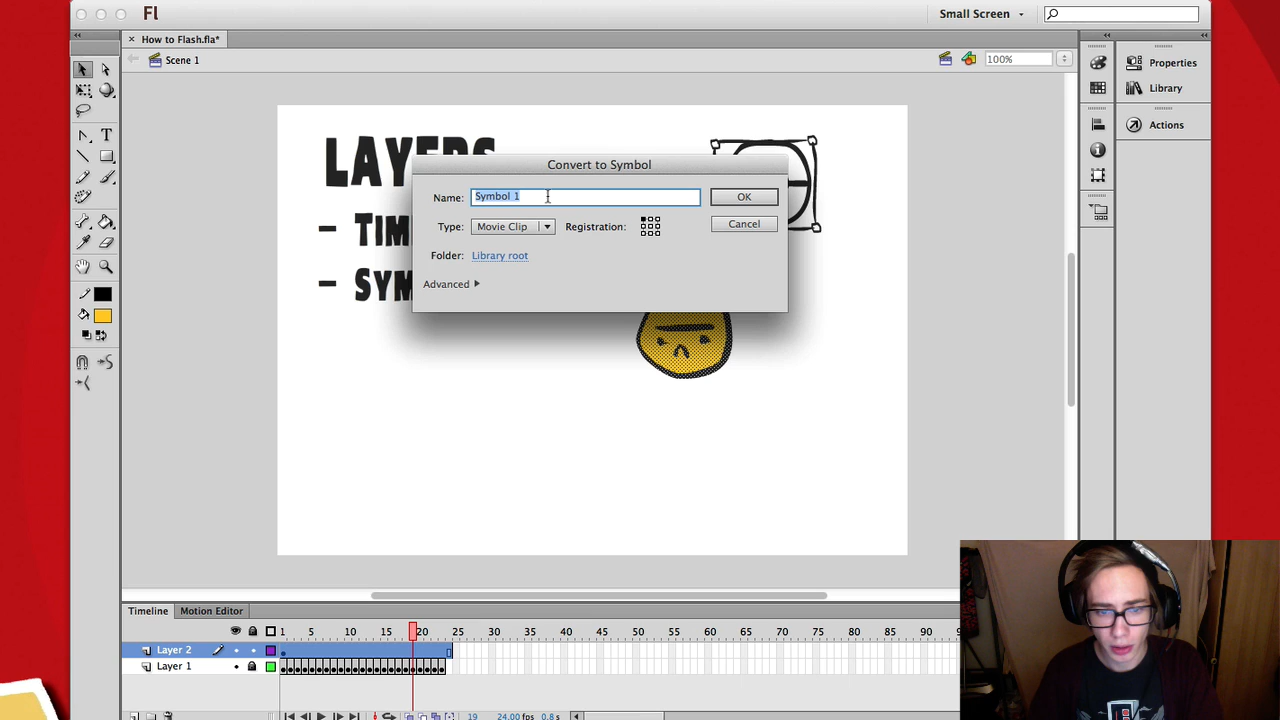 Fl
Small Screen
How to Flash.fla*
Scene 1
100%
Properties
Library
Actions
LAYERS
- TIM
- SYM
Convert to Symbol
Name: Symbol 1
OK
Type: Movie Clip
Registration:
Cancel
Folder: Library root
Advanced
Timeline
Motion Editor
1 5 10 15 20 25 30 35 40 45 50 55 60 65 70 75 80 85 90 95
Layer 2
Layer 1
19 24.00 fps 0.8 s